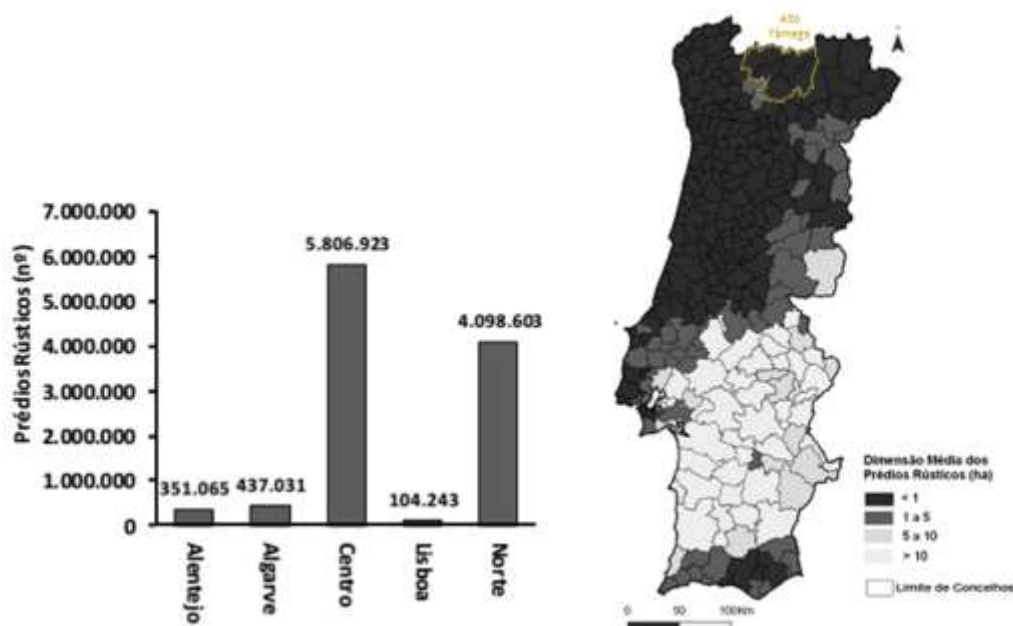 Prédios Rústicos (nº)
7.000.000
6.000.000
5.000.000
4.000.000
3.000.000
2.000.000
1.000.000
0
351.065
437.031
5.806.923
104.243
4.098.603
Alentejo
Algarve
Centro
Lisboa
Norte
Alto
Tâmega
Dimensão Média dos
Prédios Rústicos (ha)
< 1
1 a 5
5 a 10
> 10
Limite de Concelhos
0 50 100Km